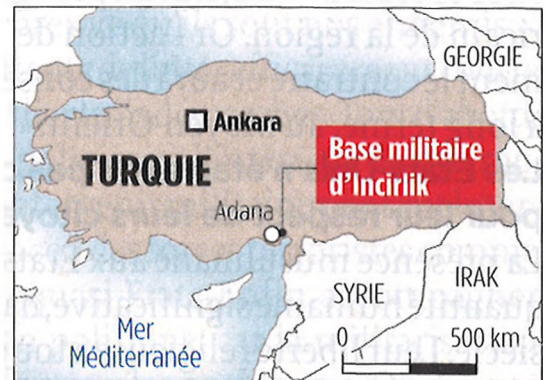 GEORGIE
Ankara
TURQUIE
Base militaire
d'Incirlik
Adana
SYRIE
IRAK
Mer
Méditerranée
0 500 km